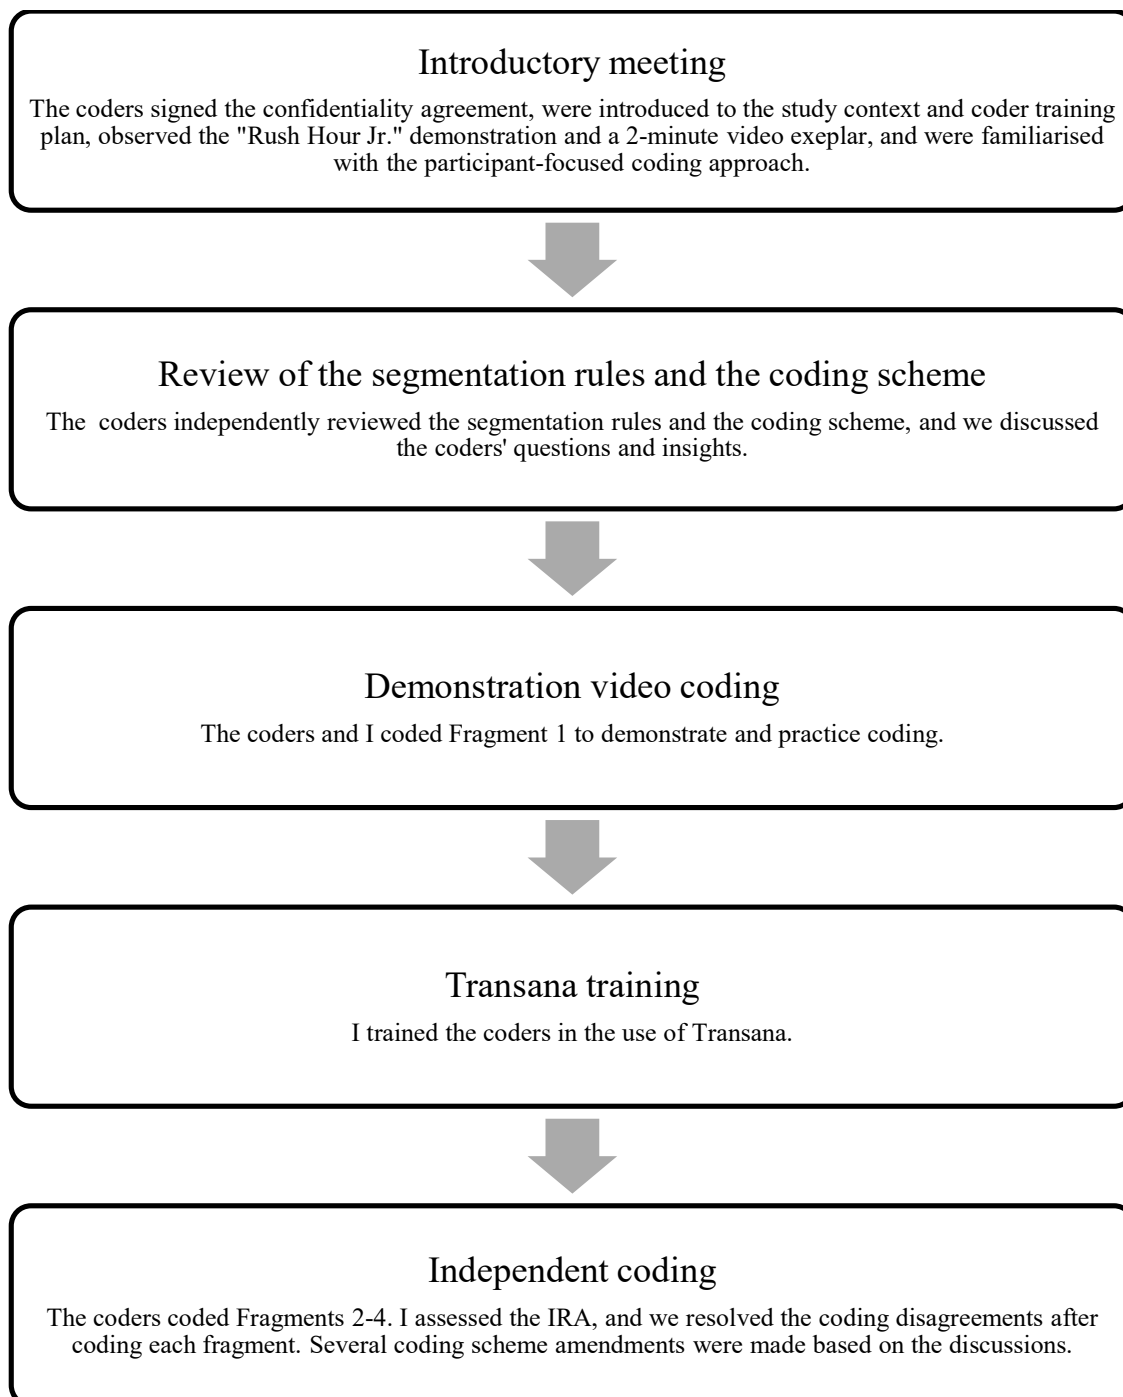 Introductory meeting
The coders signed the confidentiality agreement, were introduced to the study context and coder training
plan, observed the "Rush Hour Jr." demonstration and a 2-minute video exeplar, and were familiarised
with the participant-focused coding approach.
Review of the segmentation rules and the coding scheme
The  coders independently reviewed the segmentation rules and the coding scheme, and we discussed
the coders' questions and insights.
Demonstration video coding
The coders and I coded Fragment 1 to demonstrate and practice coding.
Transana training
I trained the coders in the use of Transana.
Independent coding
The coders coded Fragments 2-4. I assessed the IRA, and we resolved the coding disagreements after
coding each fragment. Several coding scheme amendments were made based on the discussions.